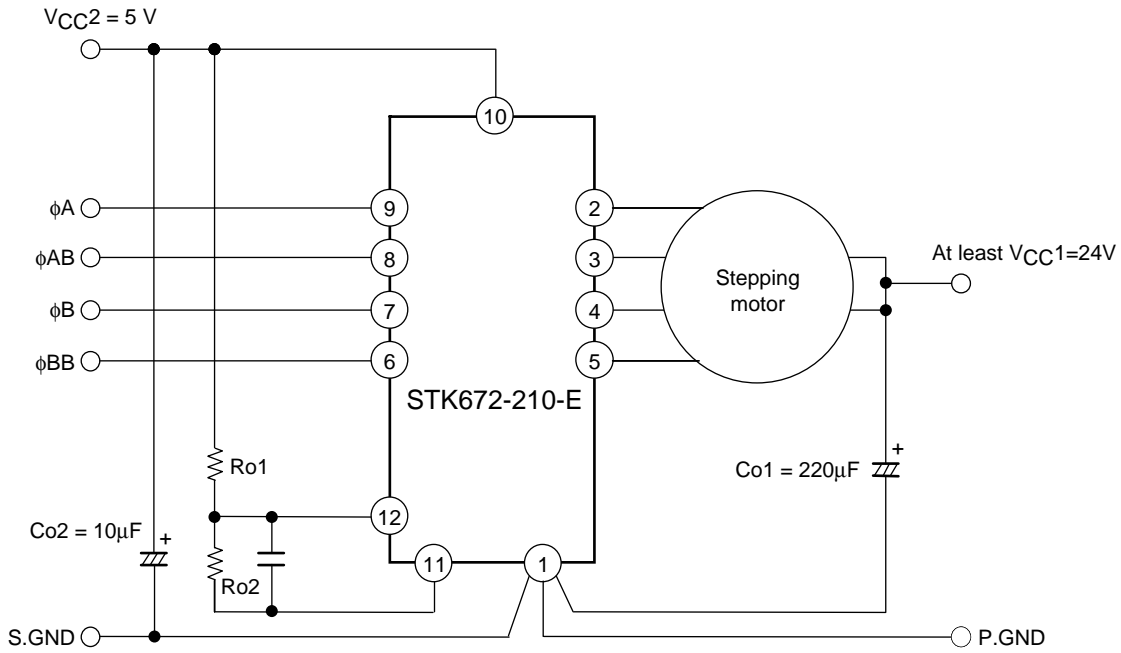 VCC2 = 5 V
10
ϕA
9
2
ϕAB
8
3
At least VCC1=24V
Stepping
motor
ϕB
7
4
ϕBB
6
5
STK672-210-E
Ro1
+
Co1 = 220μF
12
Co2 = 10μF
+
Ro2
11
1
S.GND
P.GND